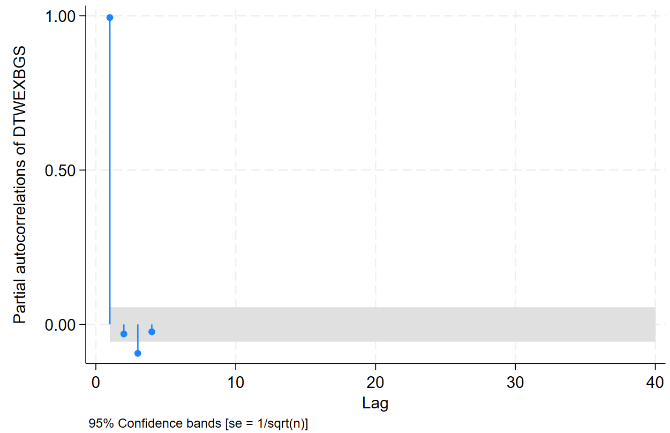 Partial autocorrelations of DTWEXBGS
1.00
0.50
0.00
0 10 20 30 40
Lag
95% Confidence bands [se = 1/sqrt(n)]